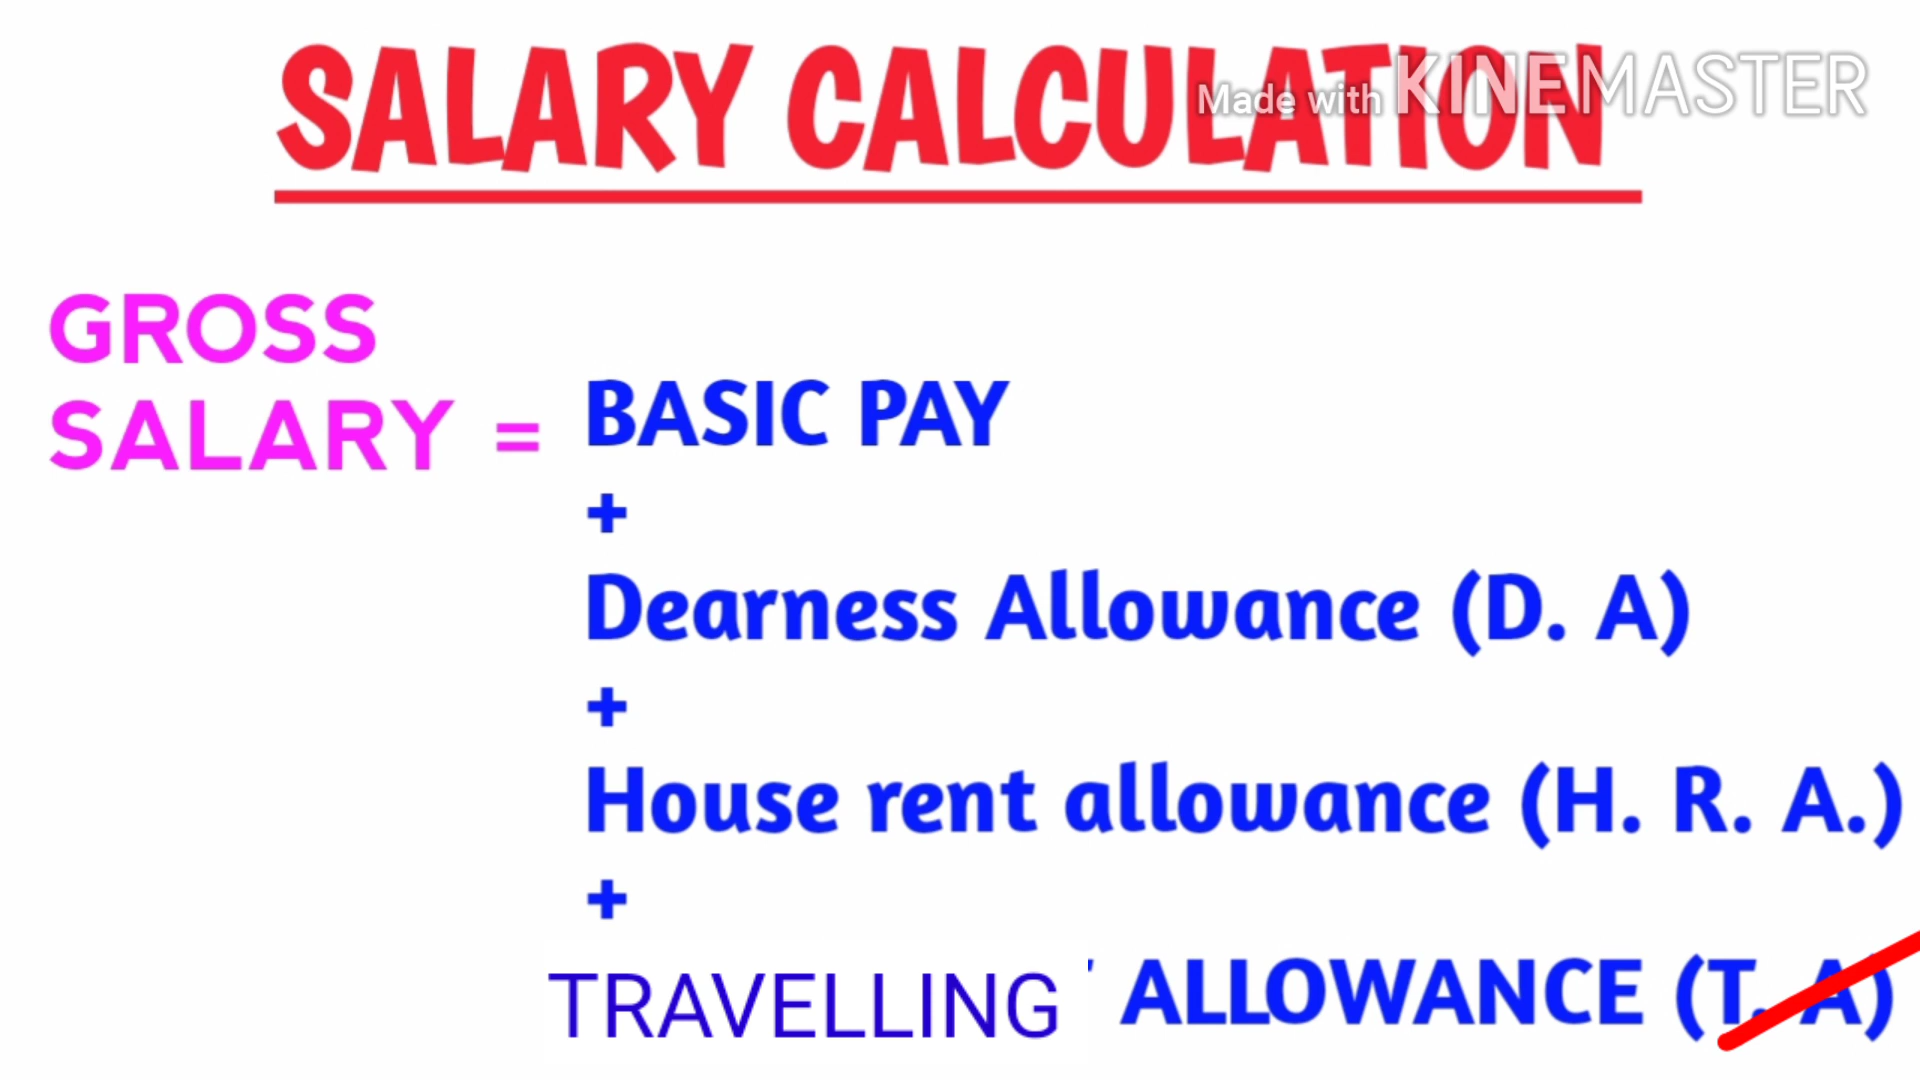 SALARY CALCULATION
Made with KINEMASTER
GROSS
SALARY =
BASIC PAY
+
Dearness Allowance (D. A)
+
House rent allowance (H. R. A.)
+
TRAVELLING ALLOWANCE (T. A)